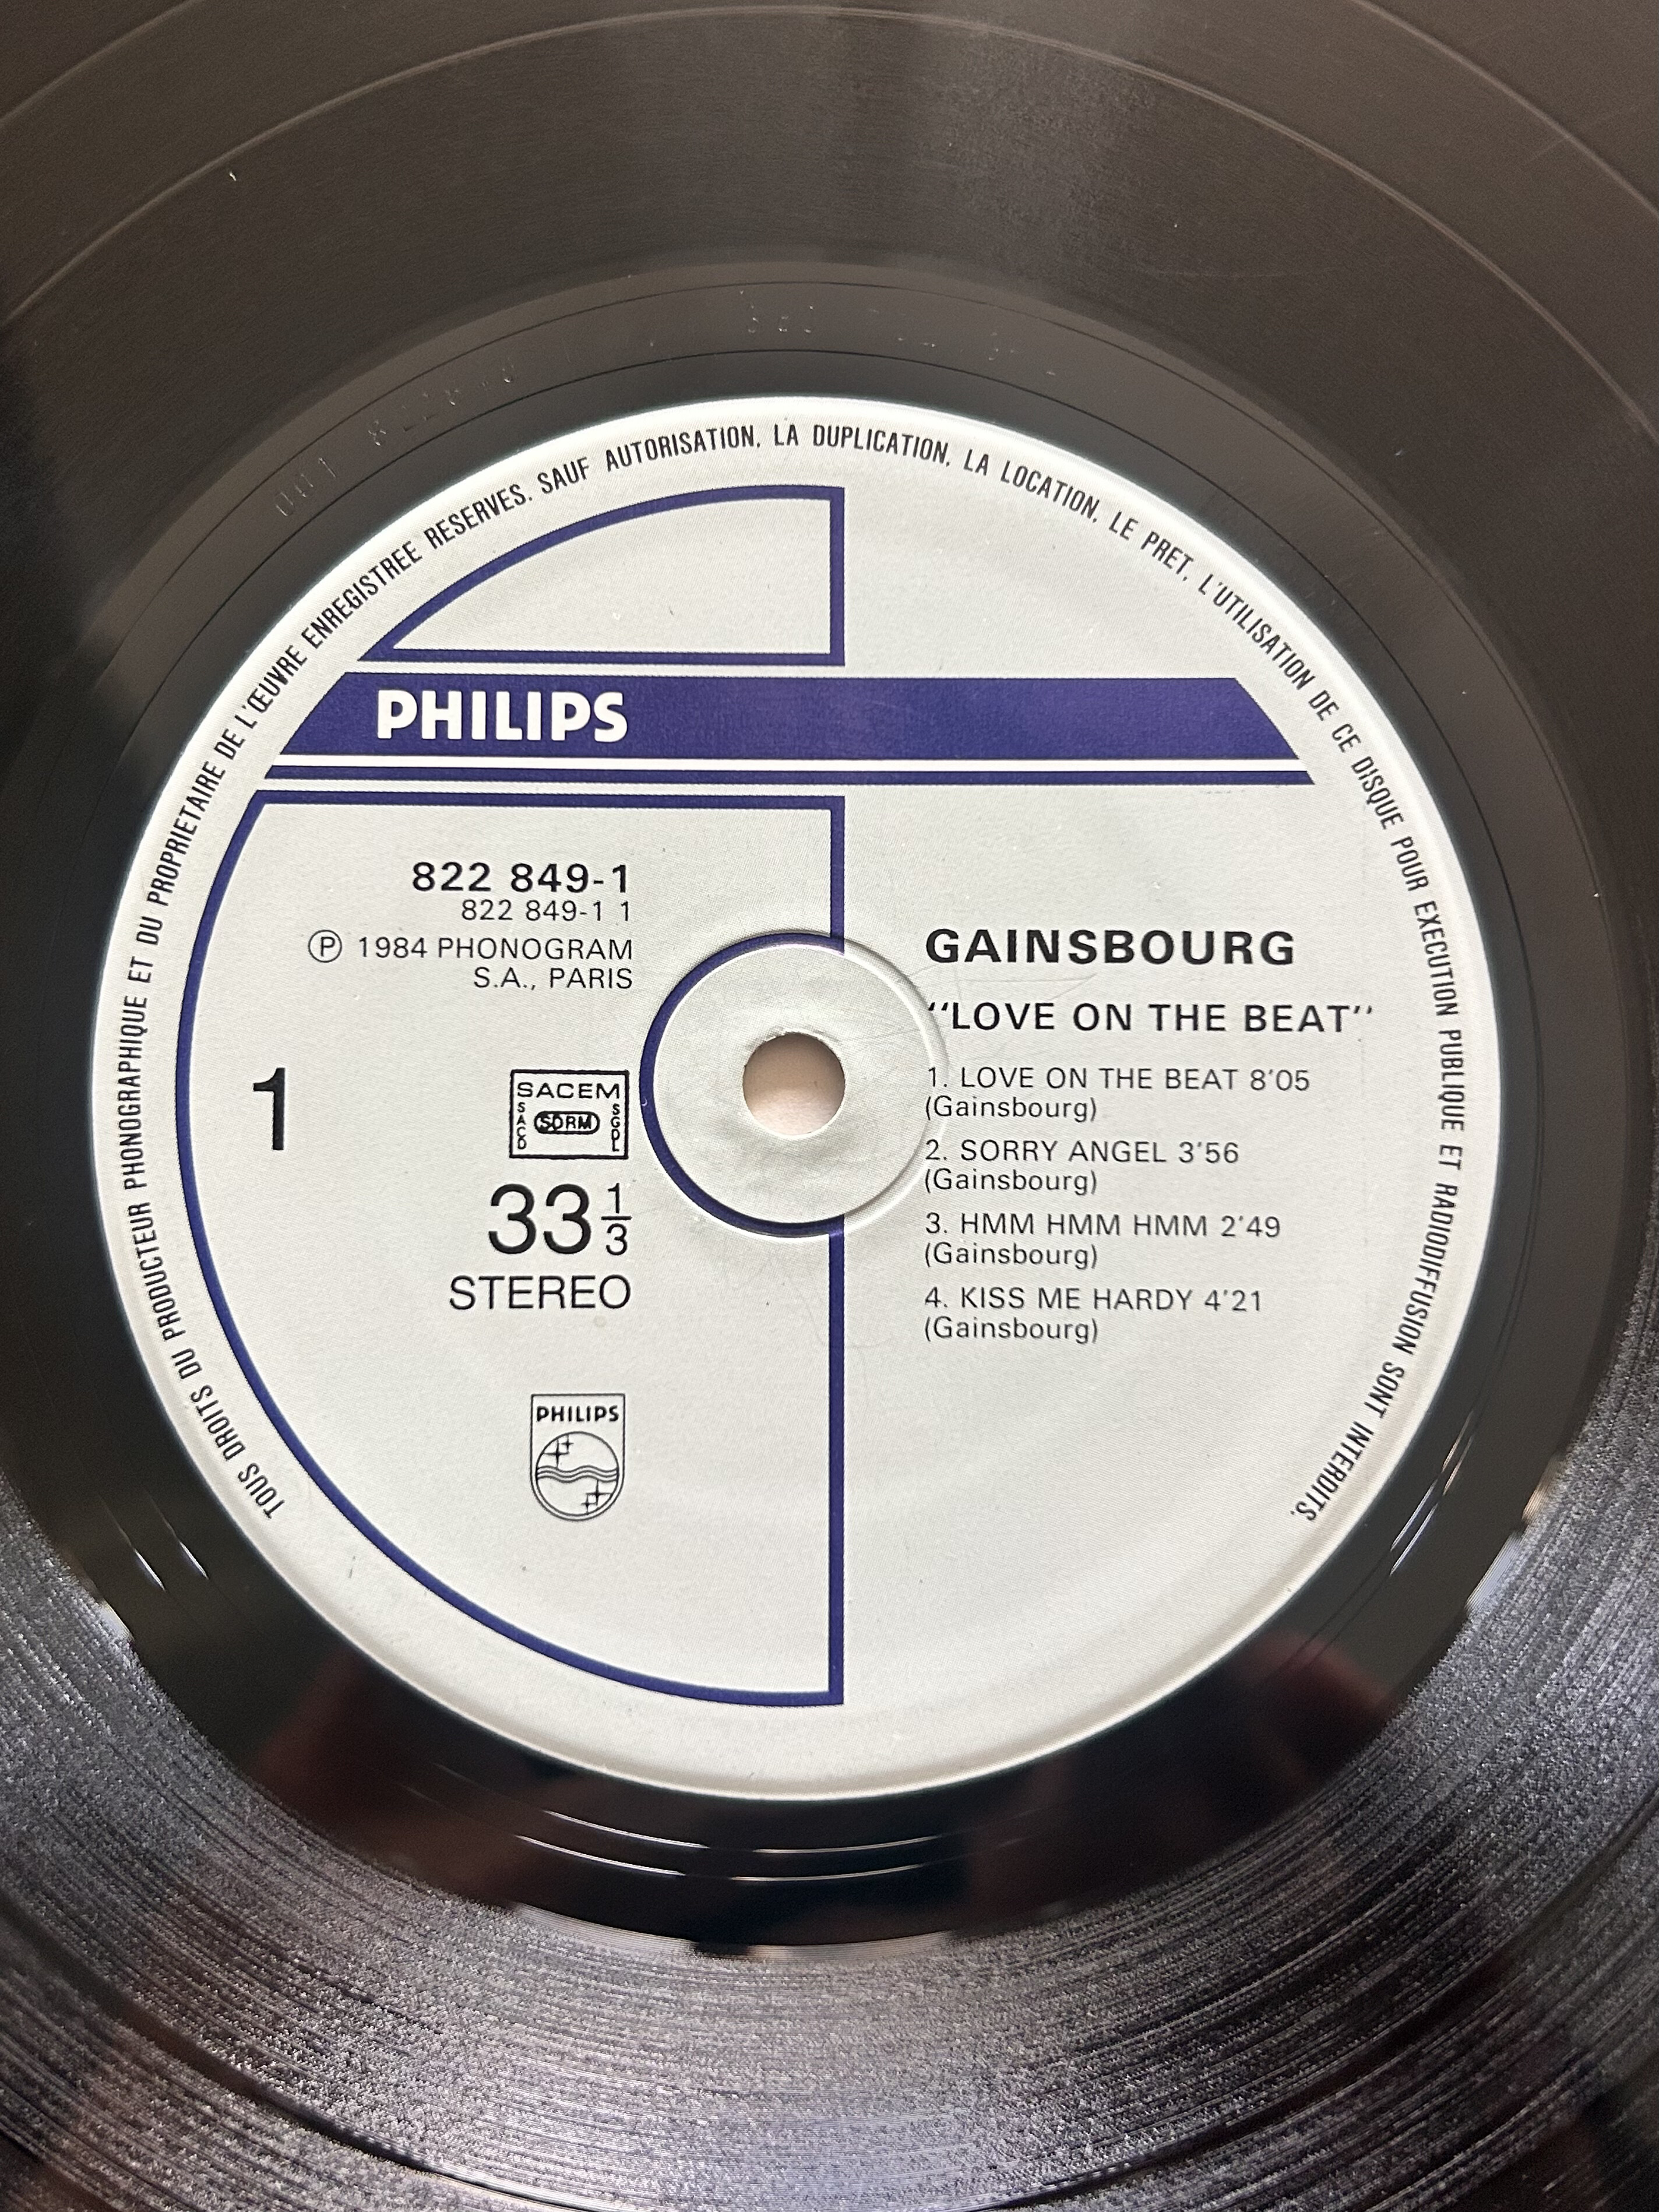 TOUS DROITS DU PRODUCTEUR PHONOGRAPHIQUE ET DU PROPRIETAIRE DE L'ŒUVRE ENREGISTREE RESERVES. SAUF AUTORISATION, LA DUPLICATION, LA LOCATION, LE PRET, L'UTILISATION DE CE DISQUE POUR EXECUTION PUBLIQUE ET RADIODIFFUSION SONT INTERDITS.
PHILIPS
822 849-1
822 849-1 1
Ⓟ 1984 PHONOGRAM
S.A., PARIS
1
SACEM
SACD
SDRM
SGDL
33 1/3
STEREO
PHILIPS
GAINSBOURG
"LOVE ON THE BEAT"
1. LOVE ON THE BEAT 8'05
(Gainsbourg)
2. SORRY ANGEL 3'56
(Gainsbourg)
3. HMM HMM HMM 2'49
(Gainsbourg)
4. KISS ME HARDY 4'21
(Gainsbourg)